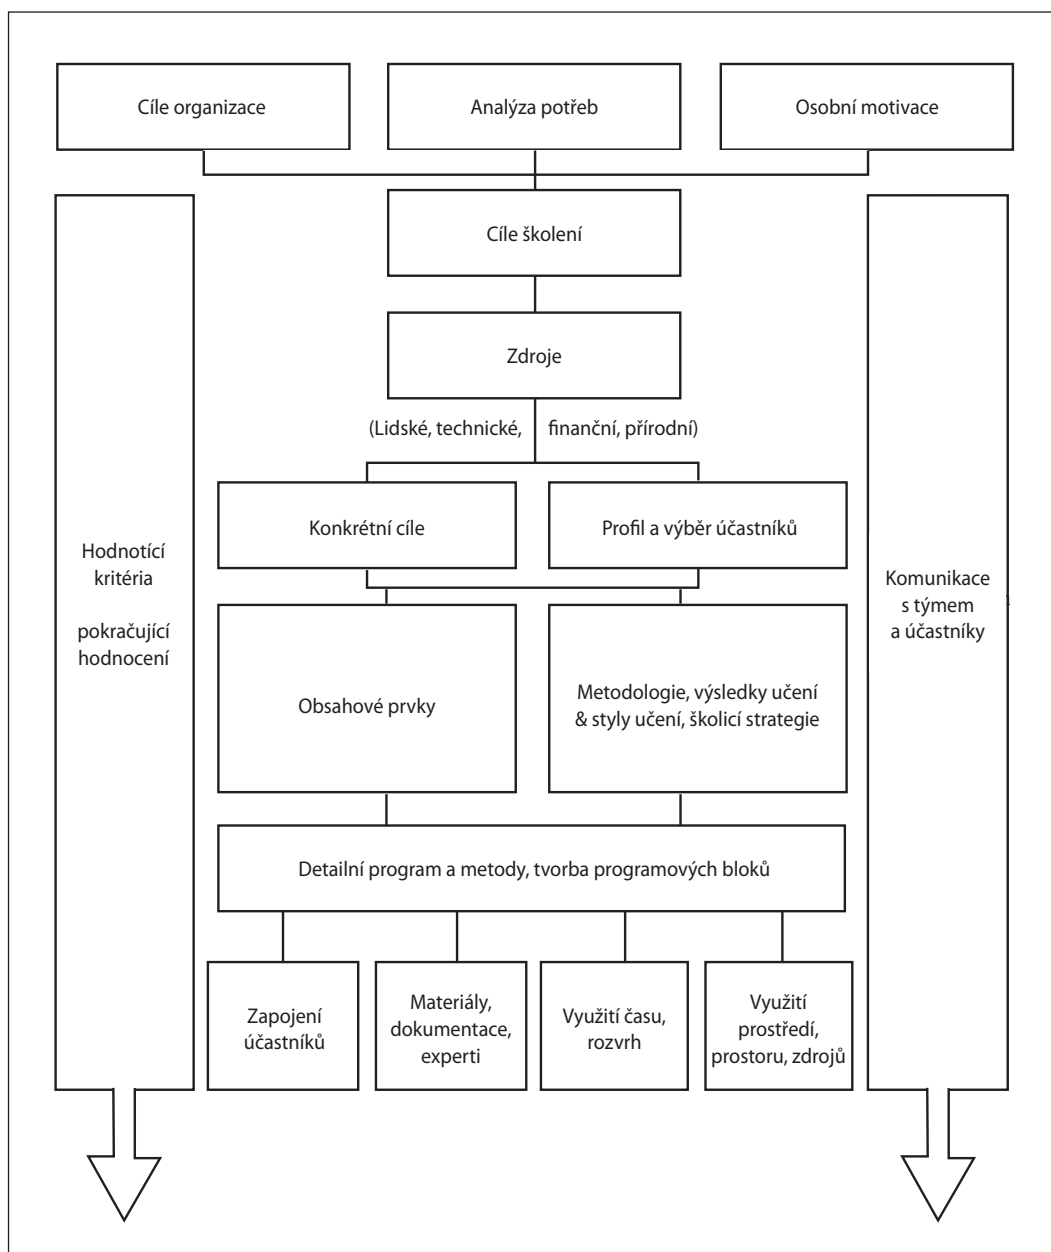 Cíle organizace
Analýza potřeb
Osobní motivace
Cíle školení
Zdroje
(Lidské, technické, finanční, přírodní)
Konkrétní cíle
Profil a výběr účastníků
Hodnotící
kritéria
pokračující
hodnocení
Komunikace
s týmem
a účastníky
1
Obsahové prvky
Metodologie, výsledky učení
& styly učení, školicí strategie
Detailní program a metody, tvorba programových bloků
Zapojení
účastníků
Materiály,
dokumentace,
experti
Využití času,
rozvrh
Využití
prostředí,
prostoru, zdrojů